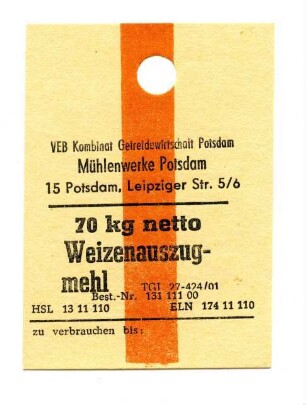 VEB Kombinat Getreidewirtschaft Potsdam
Mühlenwerke Potsdam
15 Potsdam, Leipziger Str. 5/6
70 kg netto
Weizenauszug-
mehl TGL 27-424/01
Best.-Nr. 131 111 00
HSL 13 11 110 ELN 174 11 110
zu verbrauchen bis: